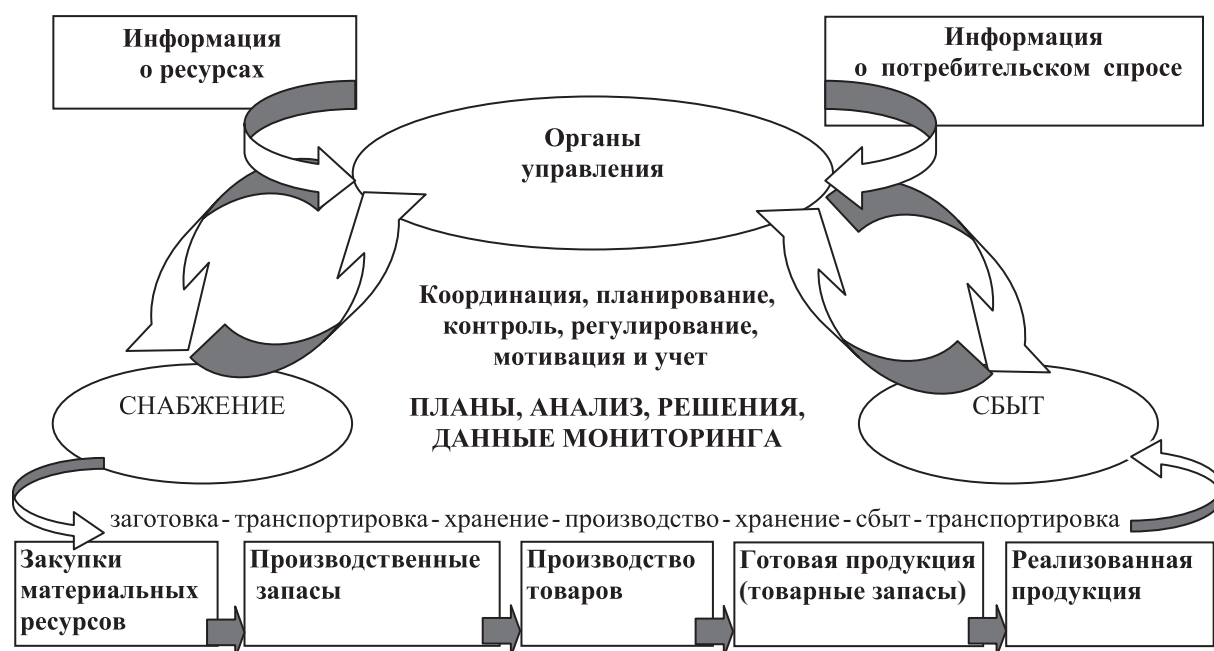 Информация
о ресурсах
Информация
о потребительском спросе
Органы
управления
Координация, планирование,
контроль, регулирование,
мотивация и учет
ПЛАНЫ, АНАЛИЗ, РЕШЕНИЯ,
ДАННЫЕ МОНИТОРИНГА
СНАБЖЕНИЕ
СБЫТ
заготовка - транспортировка - хранение - производство - хранение - сбыт - транспортировка
Закупки
материальных
ресурсов
Производственные
запасы
Производство
товаров
Готовая продукция
(товарные запасы)
Реализованная
продукция